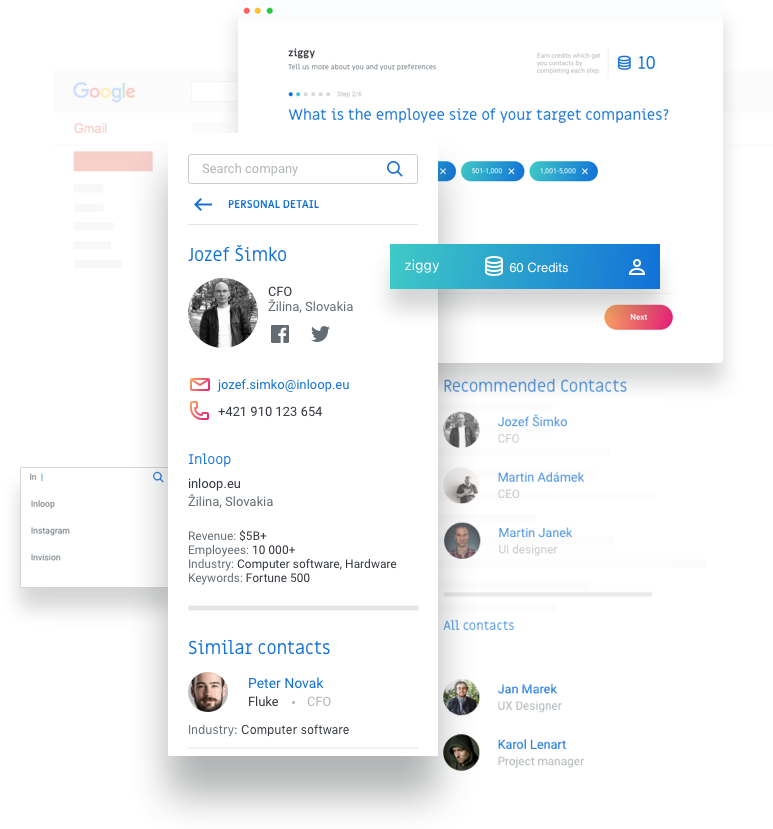 ziggy
Tell us more about you and your preferences
Earn credits which get
you contacts by
completing each step.
10
Step 2/6
What is the employee size of your target companies?
501-1,000
1,001-5,000
Next
Google
Gmail
ziggy
60 Credits
Search company
PERSONAL DETAIL
Jozef Šimko
CFO
Žilina, Slovakia
jozef.simko@inloop.eu
+421 910 123 654
Inloop
inloop.eu
Žilina, Slovakia
Revenue: $5B+
Employees: 10 000+
Industry: Computer software, Hardware
Keywords: Fortune 500
Similar contacts
Peter Novak
Fluke • CFO
Industry: Computer software
In |
Inloop
Instagram
Invision
Recommended Contacts
Jozef Šimko
CFO
Martin Adámek
CEO
Martin Janek
UI designer
All contacts
Jan Marek
UX Designer
Karol Lenart
Project manager